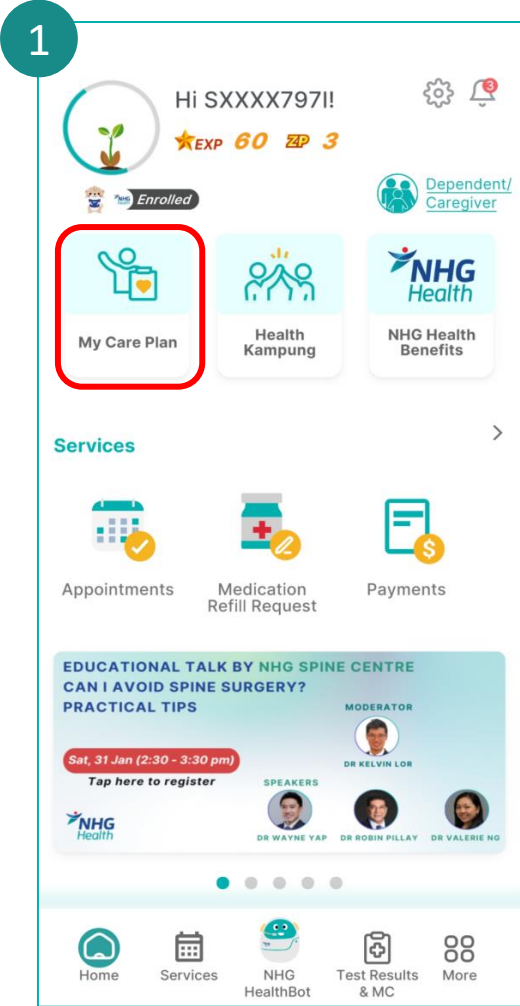 1
Hi SXXXX797I!
3
EXP 60 ZP 3
NHG Health Enrolled
Dependent/
Caregiver
NHG
Health
My Care Plan
Health
Kampung
NHG Health
Benefits
Services
>
Appointments
Medication
Refill Request
Payments
EDUCATIONAL TALK BY NHG SPINE CENTRE
CAN I AVOID SPINE SURGERY?
PRACTICAL TIPS
MODERATOR
DR KELVIN LOR
Sat, 31 Jan (2:30 - 3:30 pm)
Tap here to register
SPEAKERS
NHG
Health
DR WAYNE YAP
DR ROBIN PILLAY
DR VALERIE NG
Home
Services
NHG
HealthBot
Test Results
& MC
More